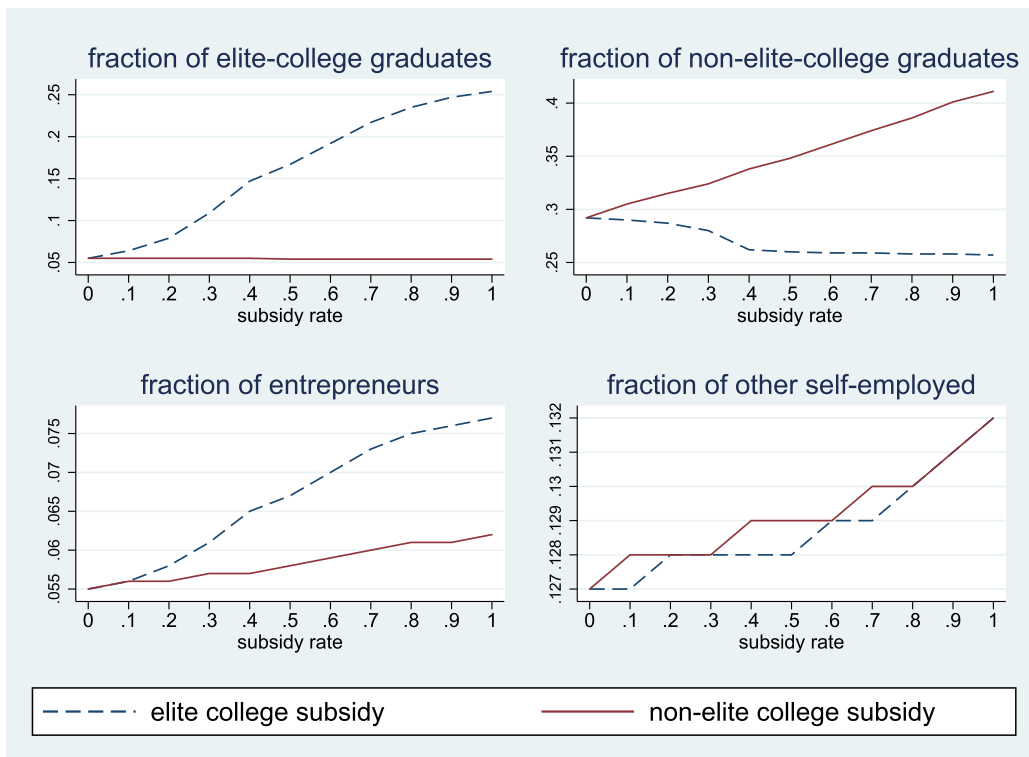 fraction of elite-college graduates
.25
.2
.15
.1
.05
0 .1 .2 .3 .4 .5 .6 .7 .8 .9 1
subsidy rate
fraction of non-elite-college graduates
.4
.35
.3
.25
0 .1 .2 .3 .4 .5 .6 .7 .8 .9 1
subsidy rate
fraction of entrepreneurs
.075
.07
.065
.06
.055
0 .1 .2 .3 .4 .5 .6 .7 .8 .9 1
subsidy rate
fraction of other self-employed
.132
.131
.13
.129
.128
.127
0 .1 .2 .3 .4 .5 .6 .7 .8 .9 1
subsidy rate
elite college subsidy
non-elite college subsidy